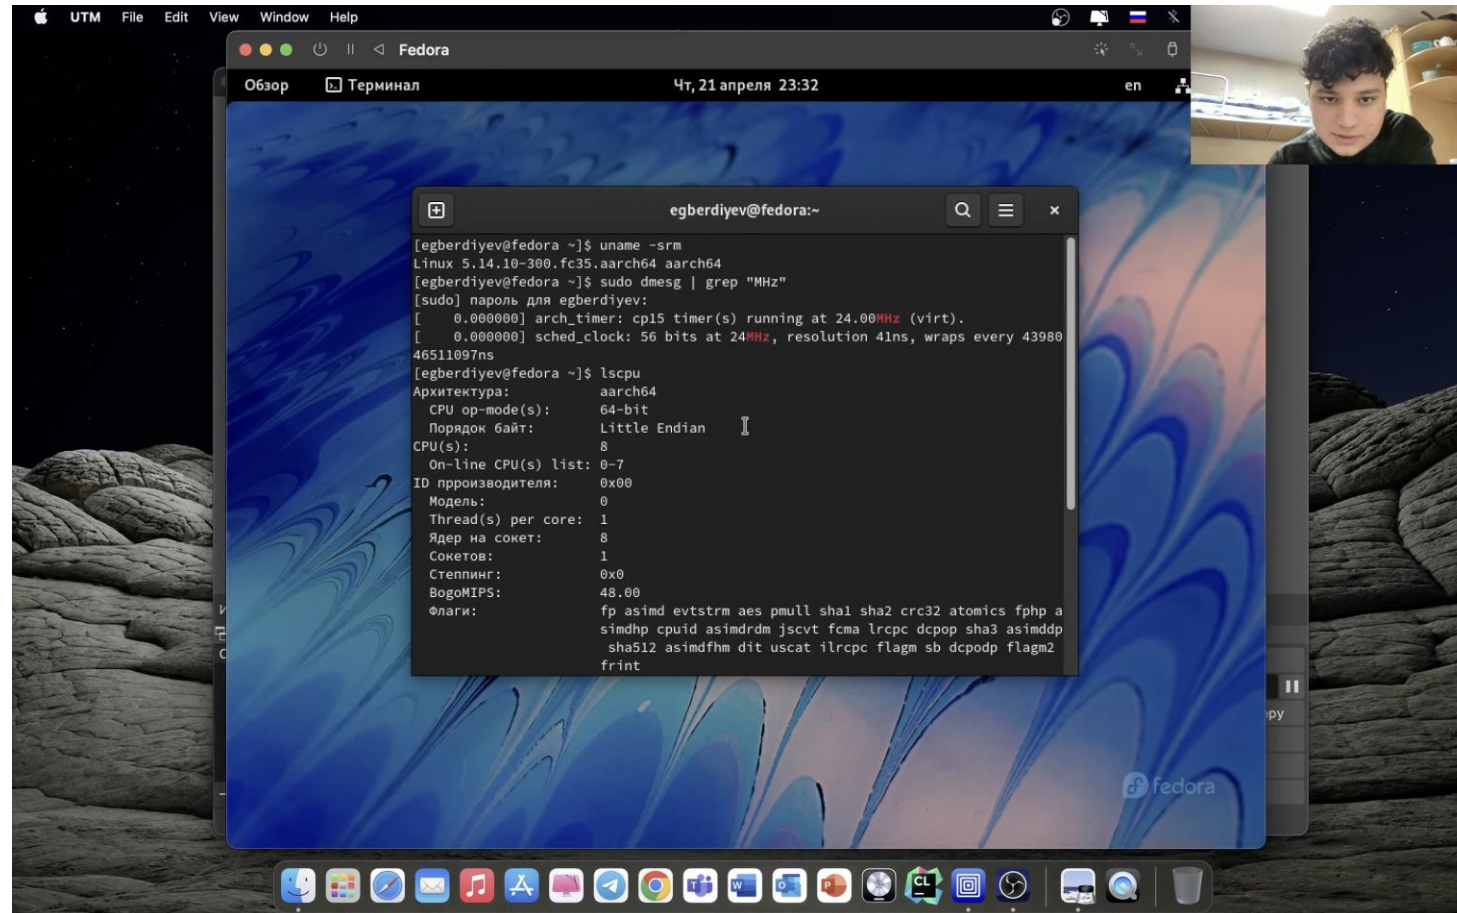 UTM File Edit View Window Help
Fedora
Обзор Терминал Чт, 21 апреля 23:32 en
egberdiyev@fedora:~
[egberdiyev@fedora ~]$ uname -srm
Linux 5.14.10-300.fc35.aarch64 aarch64
[egberdiyev@fedora ~]$ sudo dmesg | grep "MHz"
[sudo] пароль для egberdiyev:
[    0.000000] arch_timer: cp15 timer(s) running at 24.00MHz (virt).
[    0.000000] sched_clock: 56 bits at 24MHz, resolution 41ns, wraps every 43980
46511097ns
[egberdiyev@fedora ~]$ lscpu
Архитектура: aarch64
CPU op-mode(s): 64-bit
Порядок байт: Little Endian
CPU(s): 8
On-line CPU(s) list: 0-7
ID прроизводителя: 0x00
Модель: 0
Thread(s) per core: 1
Ядер на сокет: 8
Сокетов: 1
Степпинг: 0x0
BogoMIPS: 48.00
Флаги: fp asimd evtstrm aes pmull sha1 sha2 crc32 atomics fphp a
simdhp cpuid asimdrdm jscvt fcma lrcpc dcpop sha3 asimddp
sha512 asimdfhm dit uscat ilrcpc flagm sb dcpodp flagm2
frint
fedora